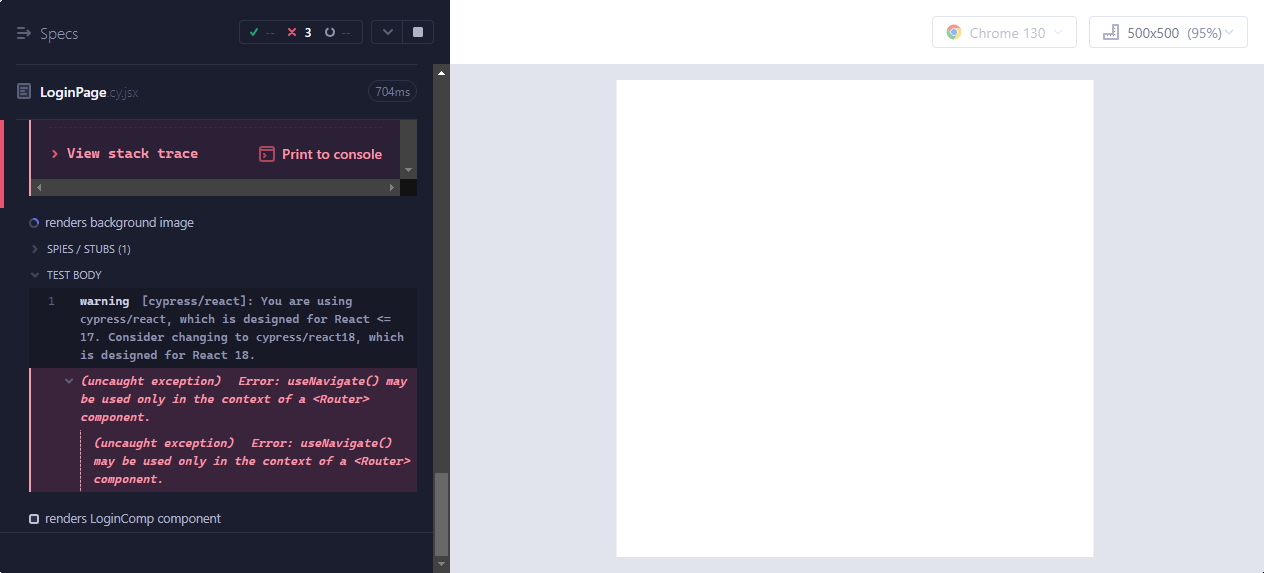 Specs
-- 3 --
Chrome 130
500x500 (95%)
LoginPage.cy.jsx
704ms
View stack trace
Print to console
renders background image
SPIES / STUBS (1)
TEST BODY
1 warning [cypress/react]: You are using
cypress/react, which is designed for React <=
17. Consider changing to cypress/react18, which
is designed for React 18.
(uncaught exception) Error: useNavigate() may
be used only in the context of a <Router>
component.
(uncaught exception) Error: useNavigate()
may be used only in the context of a <Router>
component.
renders LoginComp component